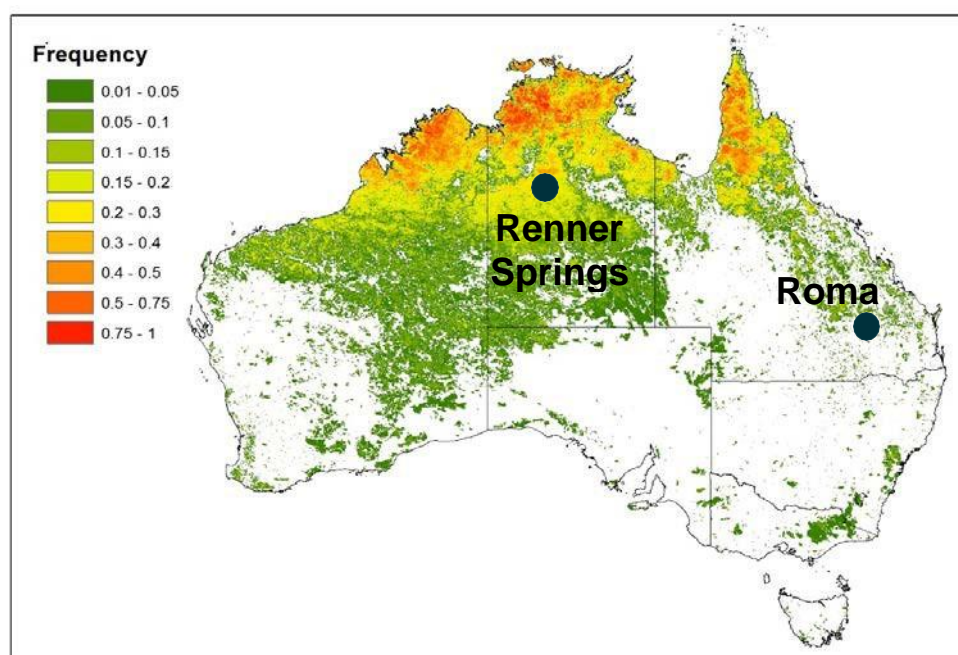 Frequency
0.01 - 0.05
0.05 - 0.1
0.1 - 0.15
0.15 - 0.2
0.2 - 0.3
0.3 - 0.4
0.4 - 0.5
0.5 - 0.75
0.75 - 1
Renner
Springs
Roma